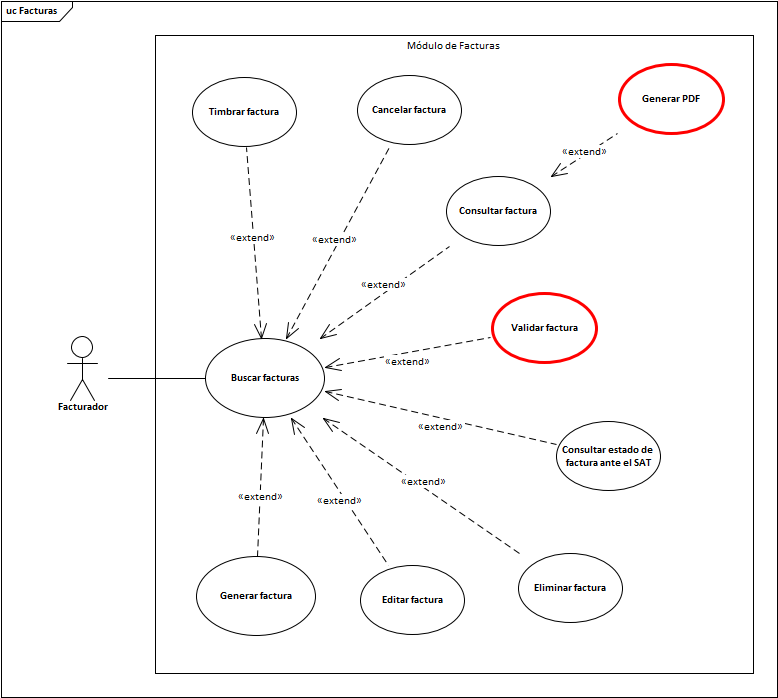 uc Facturas
Módulo de Facturas
Timbrar factura
Cancelar factura
Generar PDF
«extend»
Consultar factura
«extend»
«extend»
«extend»
Validar factura
«extend»
Buscar facturas
Facturador
«extend»
Consultar estado de
factura ante el SAT
«extend»
«extend»
«extend»
Generar factura
Editar factura
Eliminar factura